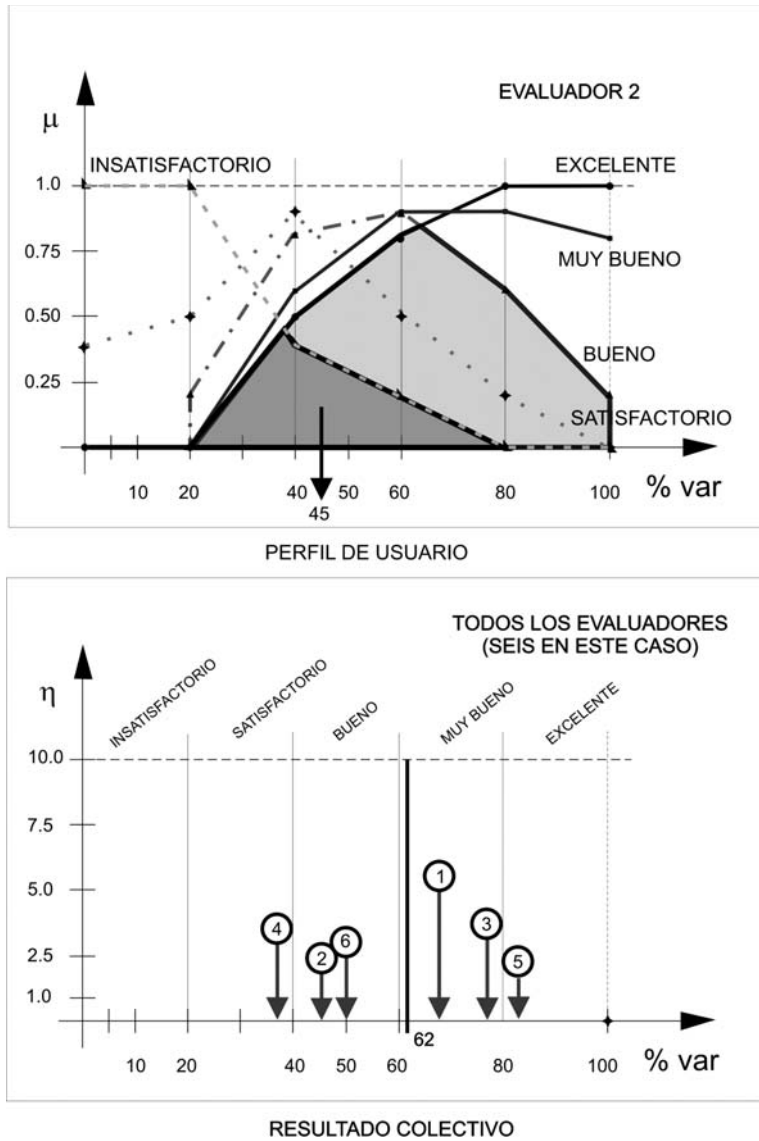 EVALUADOR 2
μ
INSATISFACTORIO
EXCELENTE
1.0
0.75
MUY BUENO
0.50
BUENO
0.25
SATISFACTORIO
10 20 40 50 60 80 100 % var
45
PERFIL DE USUARIO
TODOS LOS EVALUADORES
(SEIS EN ESTE CASO)
η
INSATISFACTORIO
SATISFACTORIO
BUENO
MUY BUENO
EXCELENTE
10.0
7.5
5.0
1
4
6
3
2
5
2.5
1.0
62
10 20 40 50 60 80 100 % var
RESULTADO COLECTIVO